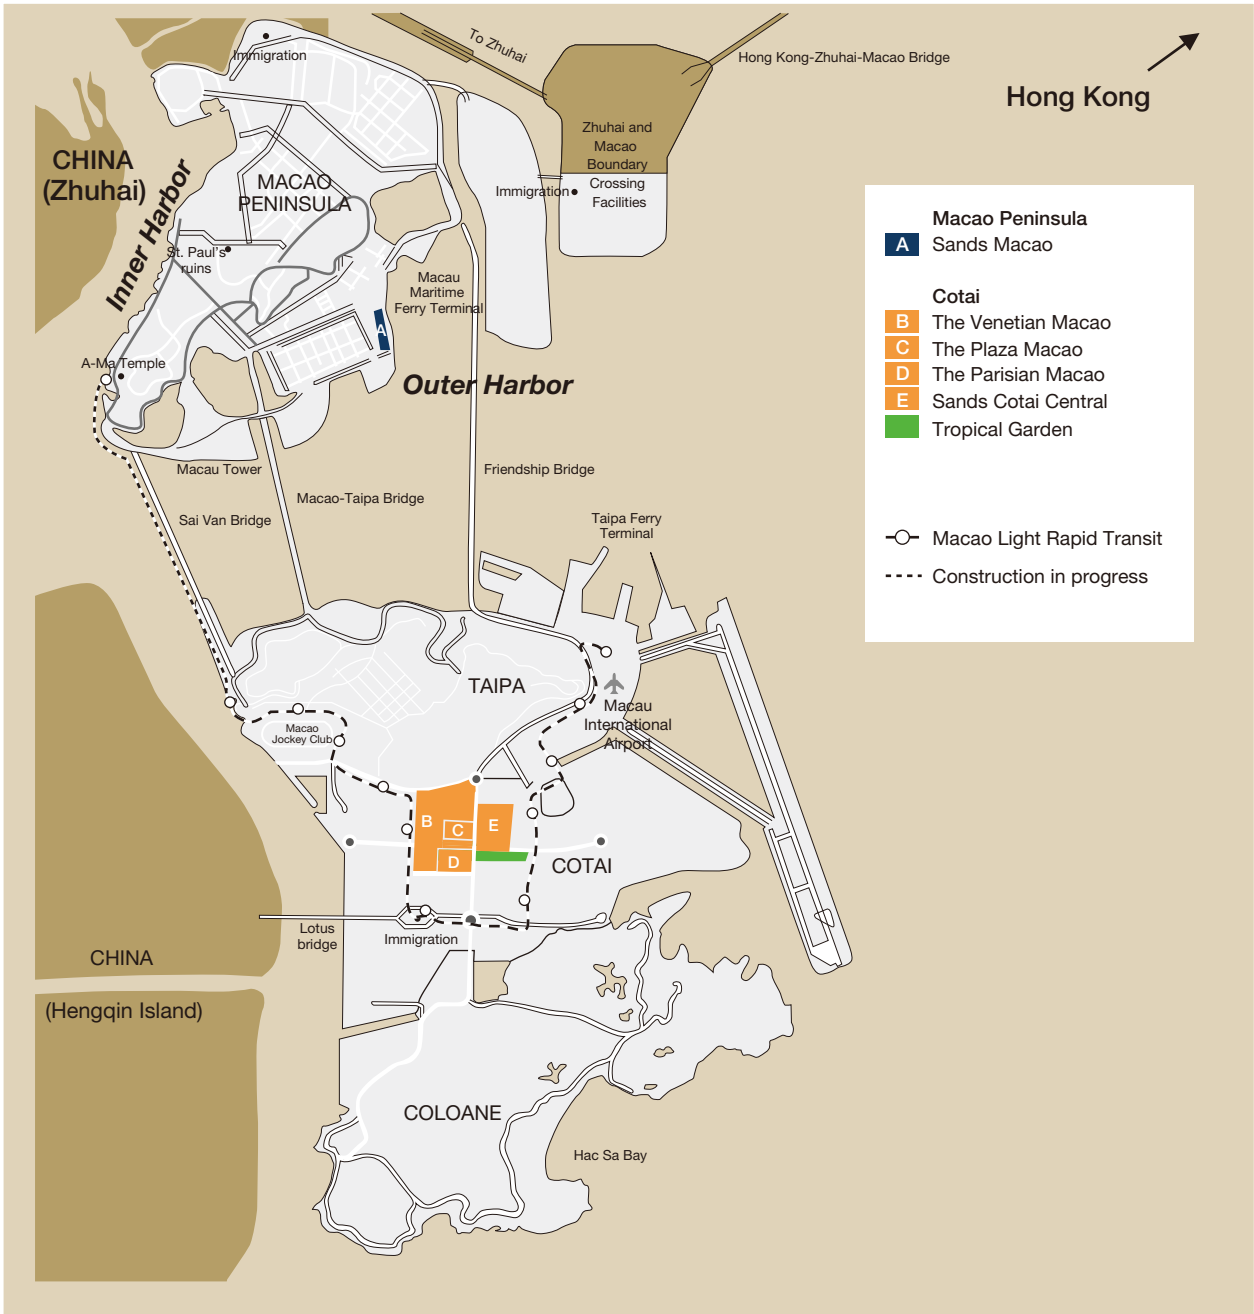 Immigration
To Zhuhai
Hong Kong-Zhuhai-Macao Bridge
Hong Kong
CHINA
(Zhuhai)
Inner Harbor
MACAO
PENINSULA
Zhuhai and
Macao
Boundary
Crossing
Facilities
Immigration
St. Paul's
ruins
Macau
Maritime
Ferry Terminal
A
A-Ma Temple
Outer Harbor
Macau Tower
Macao-Taipa Bridge
Friendship Bridge
Sai Van Bridge
Taipa Ferry
Terminal
Macao Peninsula
A Sands Macao
Cotai
B The Venetian Macao
C The Plaza Macao
D The Parisian Macao
E Sands Cotai Central
Tropical Garden
Macao Light Rapid Transit
Construction in progress
TAIPA
Macau
International
Airport
Macao
Jockey Club
B
C
D
E
COTAI
Lotus
bridge
Immigration
CHINA
(Hengqin Island)
COLOANE
Hac Sa Bay